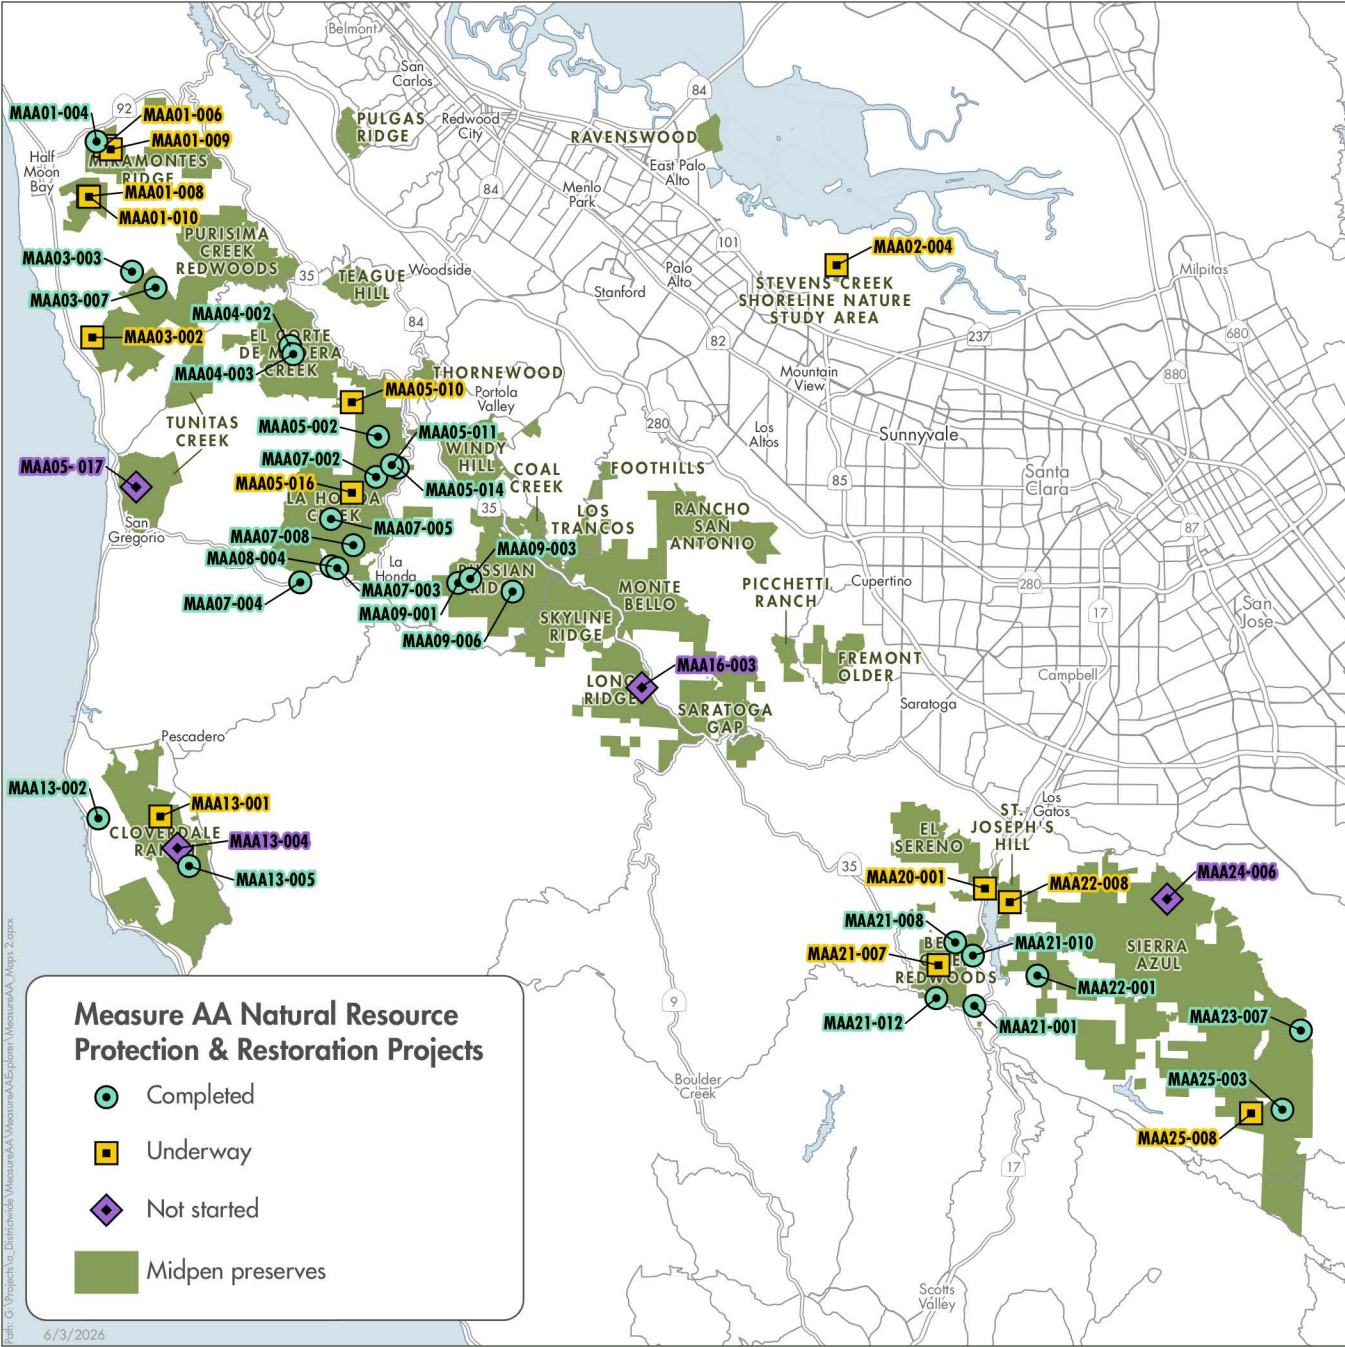 Belmont
San
Carlos
84
MAA01-004
92
MAA01-006
PULGAS
RIDGE
Redwood
City
RAVENSWOOD
MAA01-009
Half
Moon
Bay
MIRAMONTES
RIDGE
East Palo
Alto
84
Menlo
Park
MAA01-008
MAA01-010
PURISIMA
CREEK
REDWOODS
101
MAA02-004
MAA03-003
35
TEAGUE
HILL
Woodside
Palo
Alto
Milpitas
MAA03-007
Stanford
STEVENS CREEK
SHORELINE NATURE
STUDY AREA
MAA04-002
84
MAA03-002
EL CORTE
DE MADERA
CREEK
82
237
680
MAA04-003
THORNEWOOD
Mountain
View
880
MAA05-010
Portola
Valley
TUNITAS
CREEK
MAA05-002
MAA05-011
280
Los
Altos
Sunnyvale
MAA07-002
WINDY
HILL
MAA05-017
COAL
CREEK
FOOTHILLS
85
Santa
Clara
MAA05-016
MAA05-014
LA HONDA
CREEK
35
LOS
TRANCOS
RANCHO
SAN
ANTONIO
San
Gregorio
MAA07-005
87
MAA07-008
MAA09-003
MAA08-004
La
Honda
RUSSIAN
RIDGE
MAA07-003
MONTE
BELLO
PICCHETTI
RANCH
Cupertino
280
MAA07-004
MAA09-001
17
San
Jose
MAA09-006
SKYLINE
RIDGE
MAA16-003
FREMONT
OLDER
Campbell
LONG
RIDGE
SARATOGA
GAP
Saratoga
Pescadero
MAA13-002
MAA13-001
Los
Gatos
CLOVERDALE
RANCH
MAA13-004
EL
SERENO
ST.
JOSEPH'S
HILL
MAA13-005
35
MAA20-001
MAA22-008
MAA24-006
MAA21-008
MAA21-010
MAA21-007
REDWOODS
SIERRA
AZUL
MAA22-001
MAA21-012
MAA21-001
MAA23-007
9
Boulder
Creek
MAA25-003
MAA25-008
17
Scotts
Valley
Measure AA Natural Resource
Protection & Restoration Projects
Completed
Underway
Not started
Midpen preserves
Path: G:\Projects\a_Districtwide\MeasureAA\MeasureAAExplorer\MeasureAA_Maps 2.aprx
6/3/2026